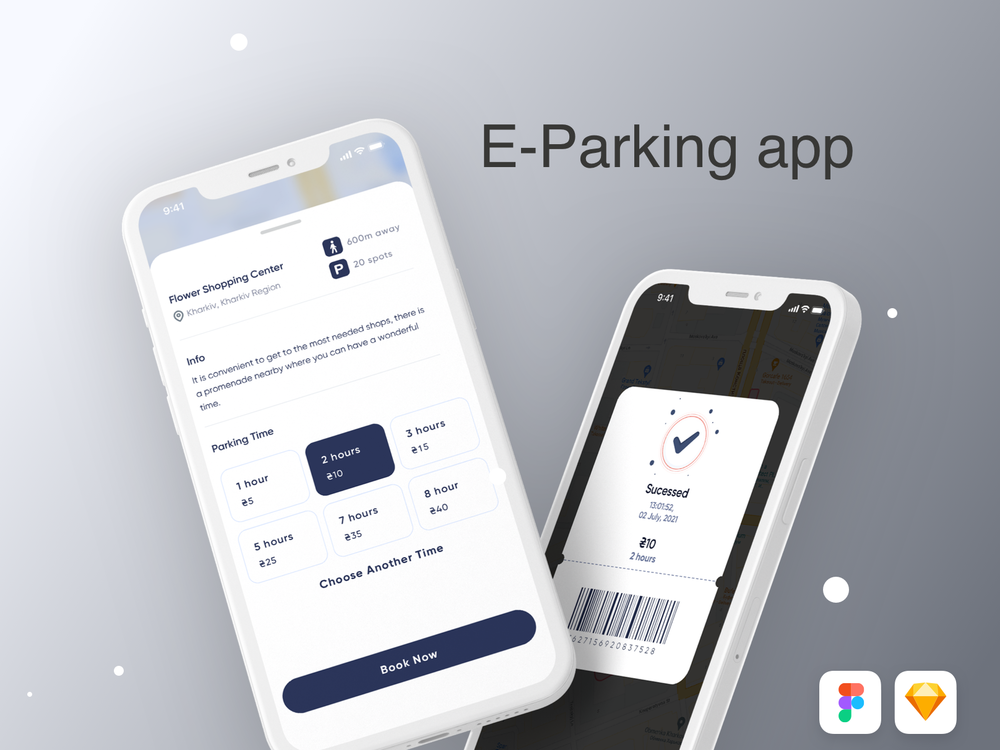 E-Parking app
9:41
Flower Shopping Center
Kharkiv, Kharkiv Region
600m away
P
20 spots
Info
It is convenient to get to the most needed shops, there is
a promenade nearby where you can have a wonderful
time.
Parking Time
1 hour
₴5
2 hours
₴10
3 hours
₴15
5 hours
₴25
7 hours
₴35
8 hour
₴40
Choose Another Time
Book Now
9:41
Sucessed
13:01:52,
02 July, 2021
₴10
2 hours
627156920837528